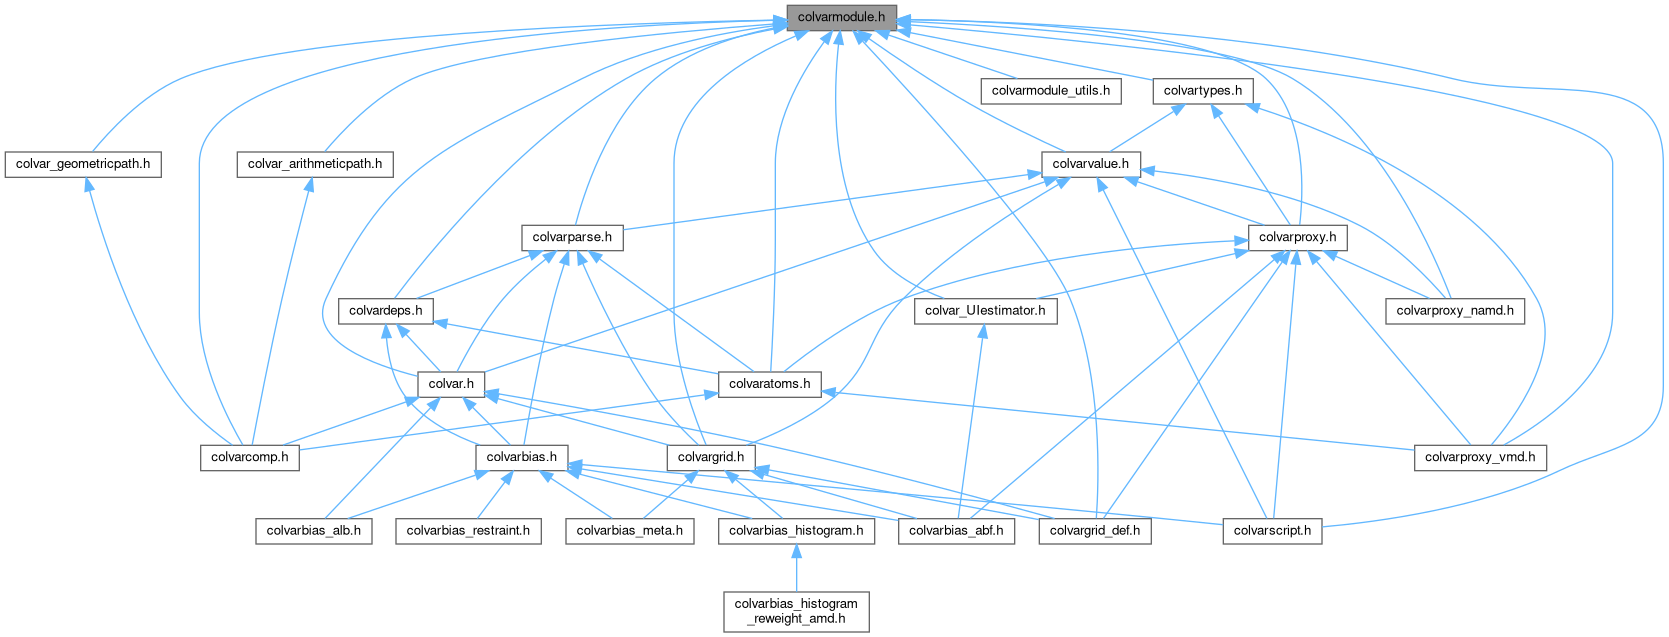 colvarmodule.h
colvarmodule_utils.h
colvartypes.h
colvar_geometricpath.h
colvar_arithmeticpath.h
colvarvalue.h
colvarparse.h
colvarproxy.h
colvardeps.h
colvar_UIestimator.h
colvarproxy_namd.h
colvar.h
colvaratoms.h
colvarcomp.h
colvarbias.h
colvargrid.h
colvarproxy_vmd.h
colvarbias_alb.h
colvarbias_restraint.h
colvarbias_meta.h
colvarbias_histogram.h
colvarbias_abf.h
colvargrid_def.h
colvarscript.h
colvarbias_histogram
_reweight_amd.h